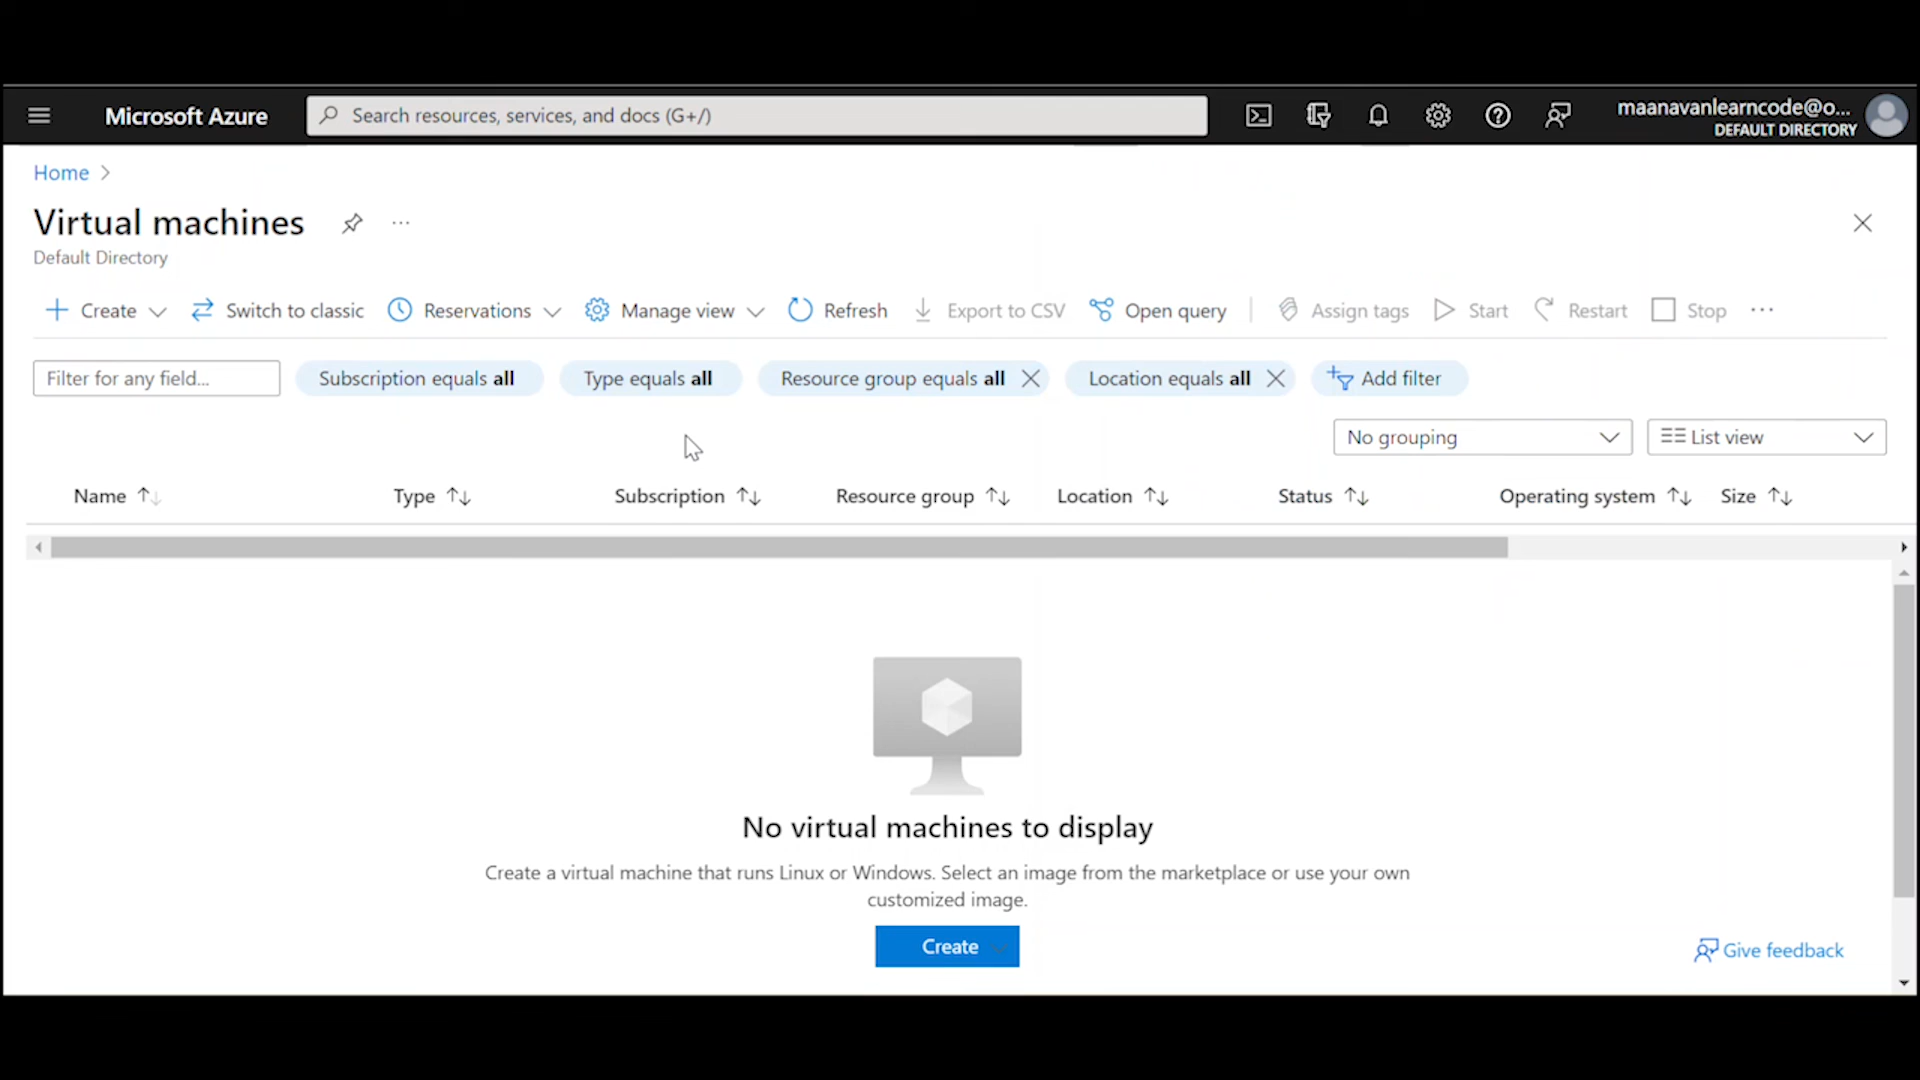 Microsoft Azure
Search resources, services, and docs (G+/)
maanavanlearncode@o...
DEFAULT DIRECTORY
Home
Virtual machines
Default Directory
Create
Switch to classic
Reservations
Manage view
Refresh
Export to CSV
Open query
Assign tags
Start
Restart
Stop
Filter for any field...
Subscription equals all
Type equals all
Resource group equals all
Location equals all
Add filter
No grouping
List view
Name
Type
Subscription
Resource group
Location
Status
Operating system
Size
No virtual machines to display
Create a virtual machine that runs Linux or Windows. Select an image from the marketplace or use your own
customized image.
Create
Give feedback